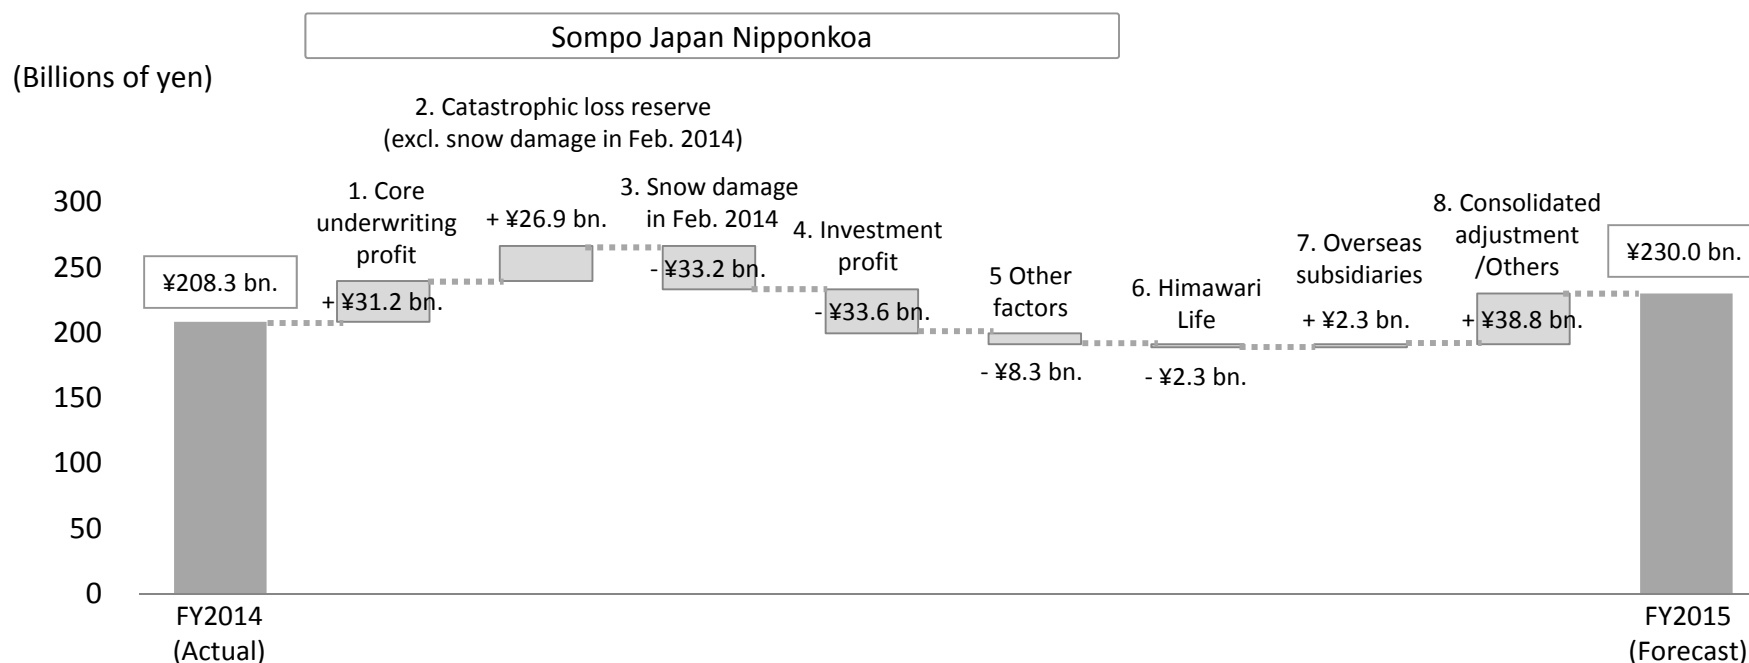 Sompo Japan Nipponkoa
(Billions of yen)
2. Catastrophic loss reserve
(excl. snow damage in Feb. 2014)
300
250
200
150
100
50
0
¥208.3 bn.
1. Core
underwriting
profit
+ ¥31.2 bn.
+ ¥26.9 bn.
3. Snow damage
in Feb. 2014
- ¥33.2 bn.
4. Investment
profit
- ¥33.6 bn.
5 Other
factors
- ¥8.3 bn.
6. Himawari
Life
- ¥2.3 bn.
7. Overseas
subsidiaries
+ ¥2.3 bn.
8. Consolidated
adjustment
/Others
+ ¥38.8 bn.
¥230.0 bn.
FY2014
(Actual)
FY2015
(Forecast)